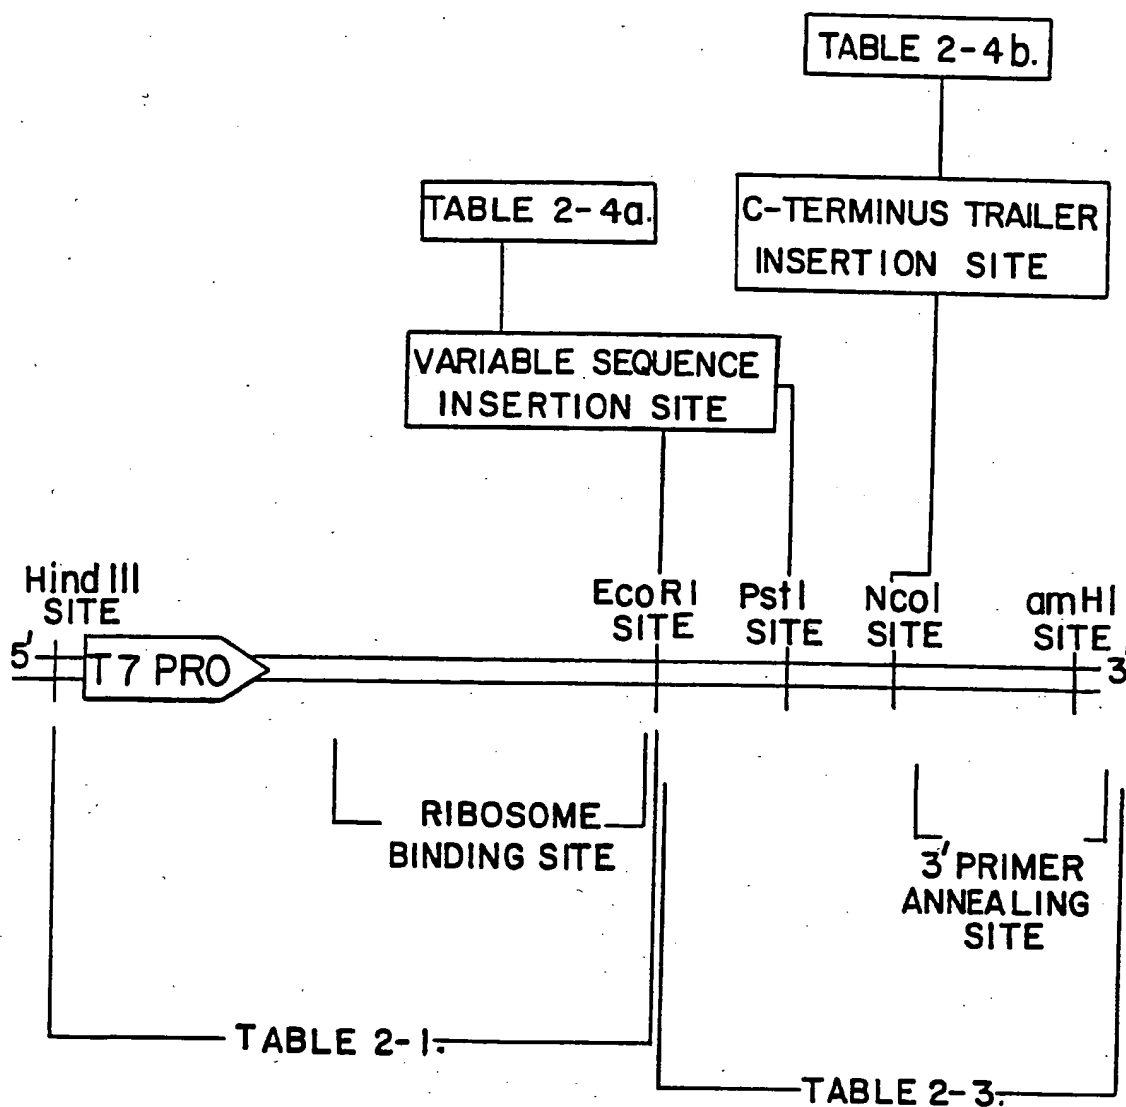 TABLE 2-4b.
TABLE 2-4a.
C-TERMINUS TRAILER
INSERTION SITE
VARIABLE SEQUENCE
INSERTION SITE
Hind III
SITE
EcoRI
SITE
PstI
SITE
NcoI
SITE
amHI
SITE
5'
T7 PRO
3'
RIBOSOME
BINDING SITE
3' PRIMER
ANNEALING
SITE
TABLE 2-1.
TABLE 2-3.